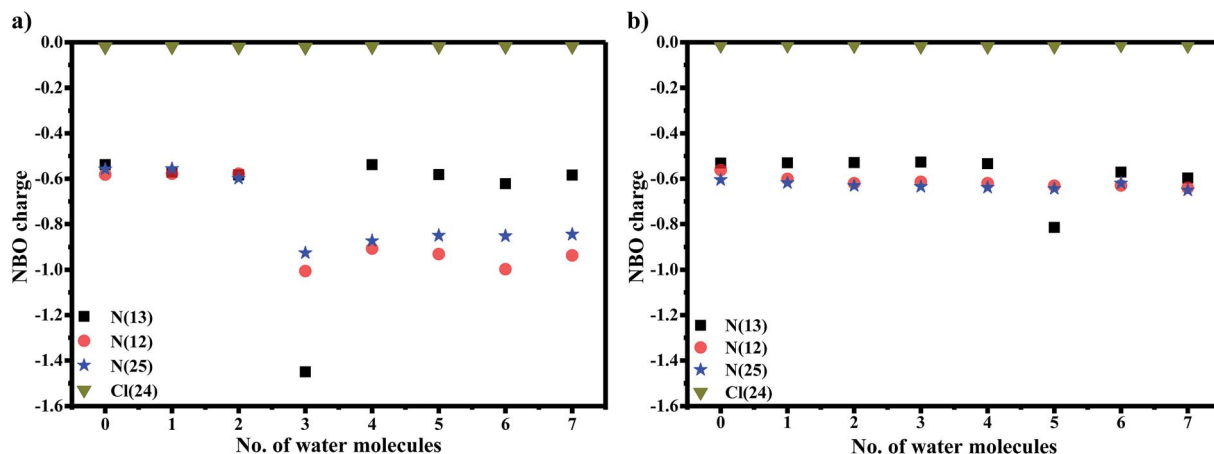 a)
0.0
-0.2
-0.4
-0.6
-0.8
-1.0
-1.2
-1.4
-1.6
NBO charge
N(13)
N(12)
N(25)
Cl(24)
0 1 2 3 4 5 6 7
No. of water molecules
b)
0.0
-0.2
-0.4
-0.6
-0.8
-1.0
-1.2
-1.4
-1.6
NBO charge
N(13)
N(12)
N(25)
Cl(24)
0 1 2 3 4 5 6 7
No. of water molecules